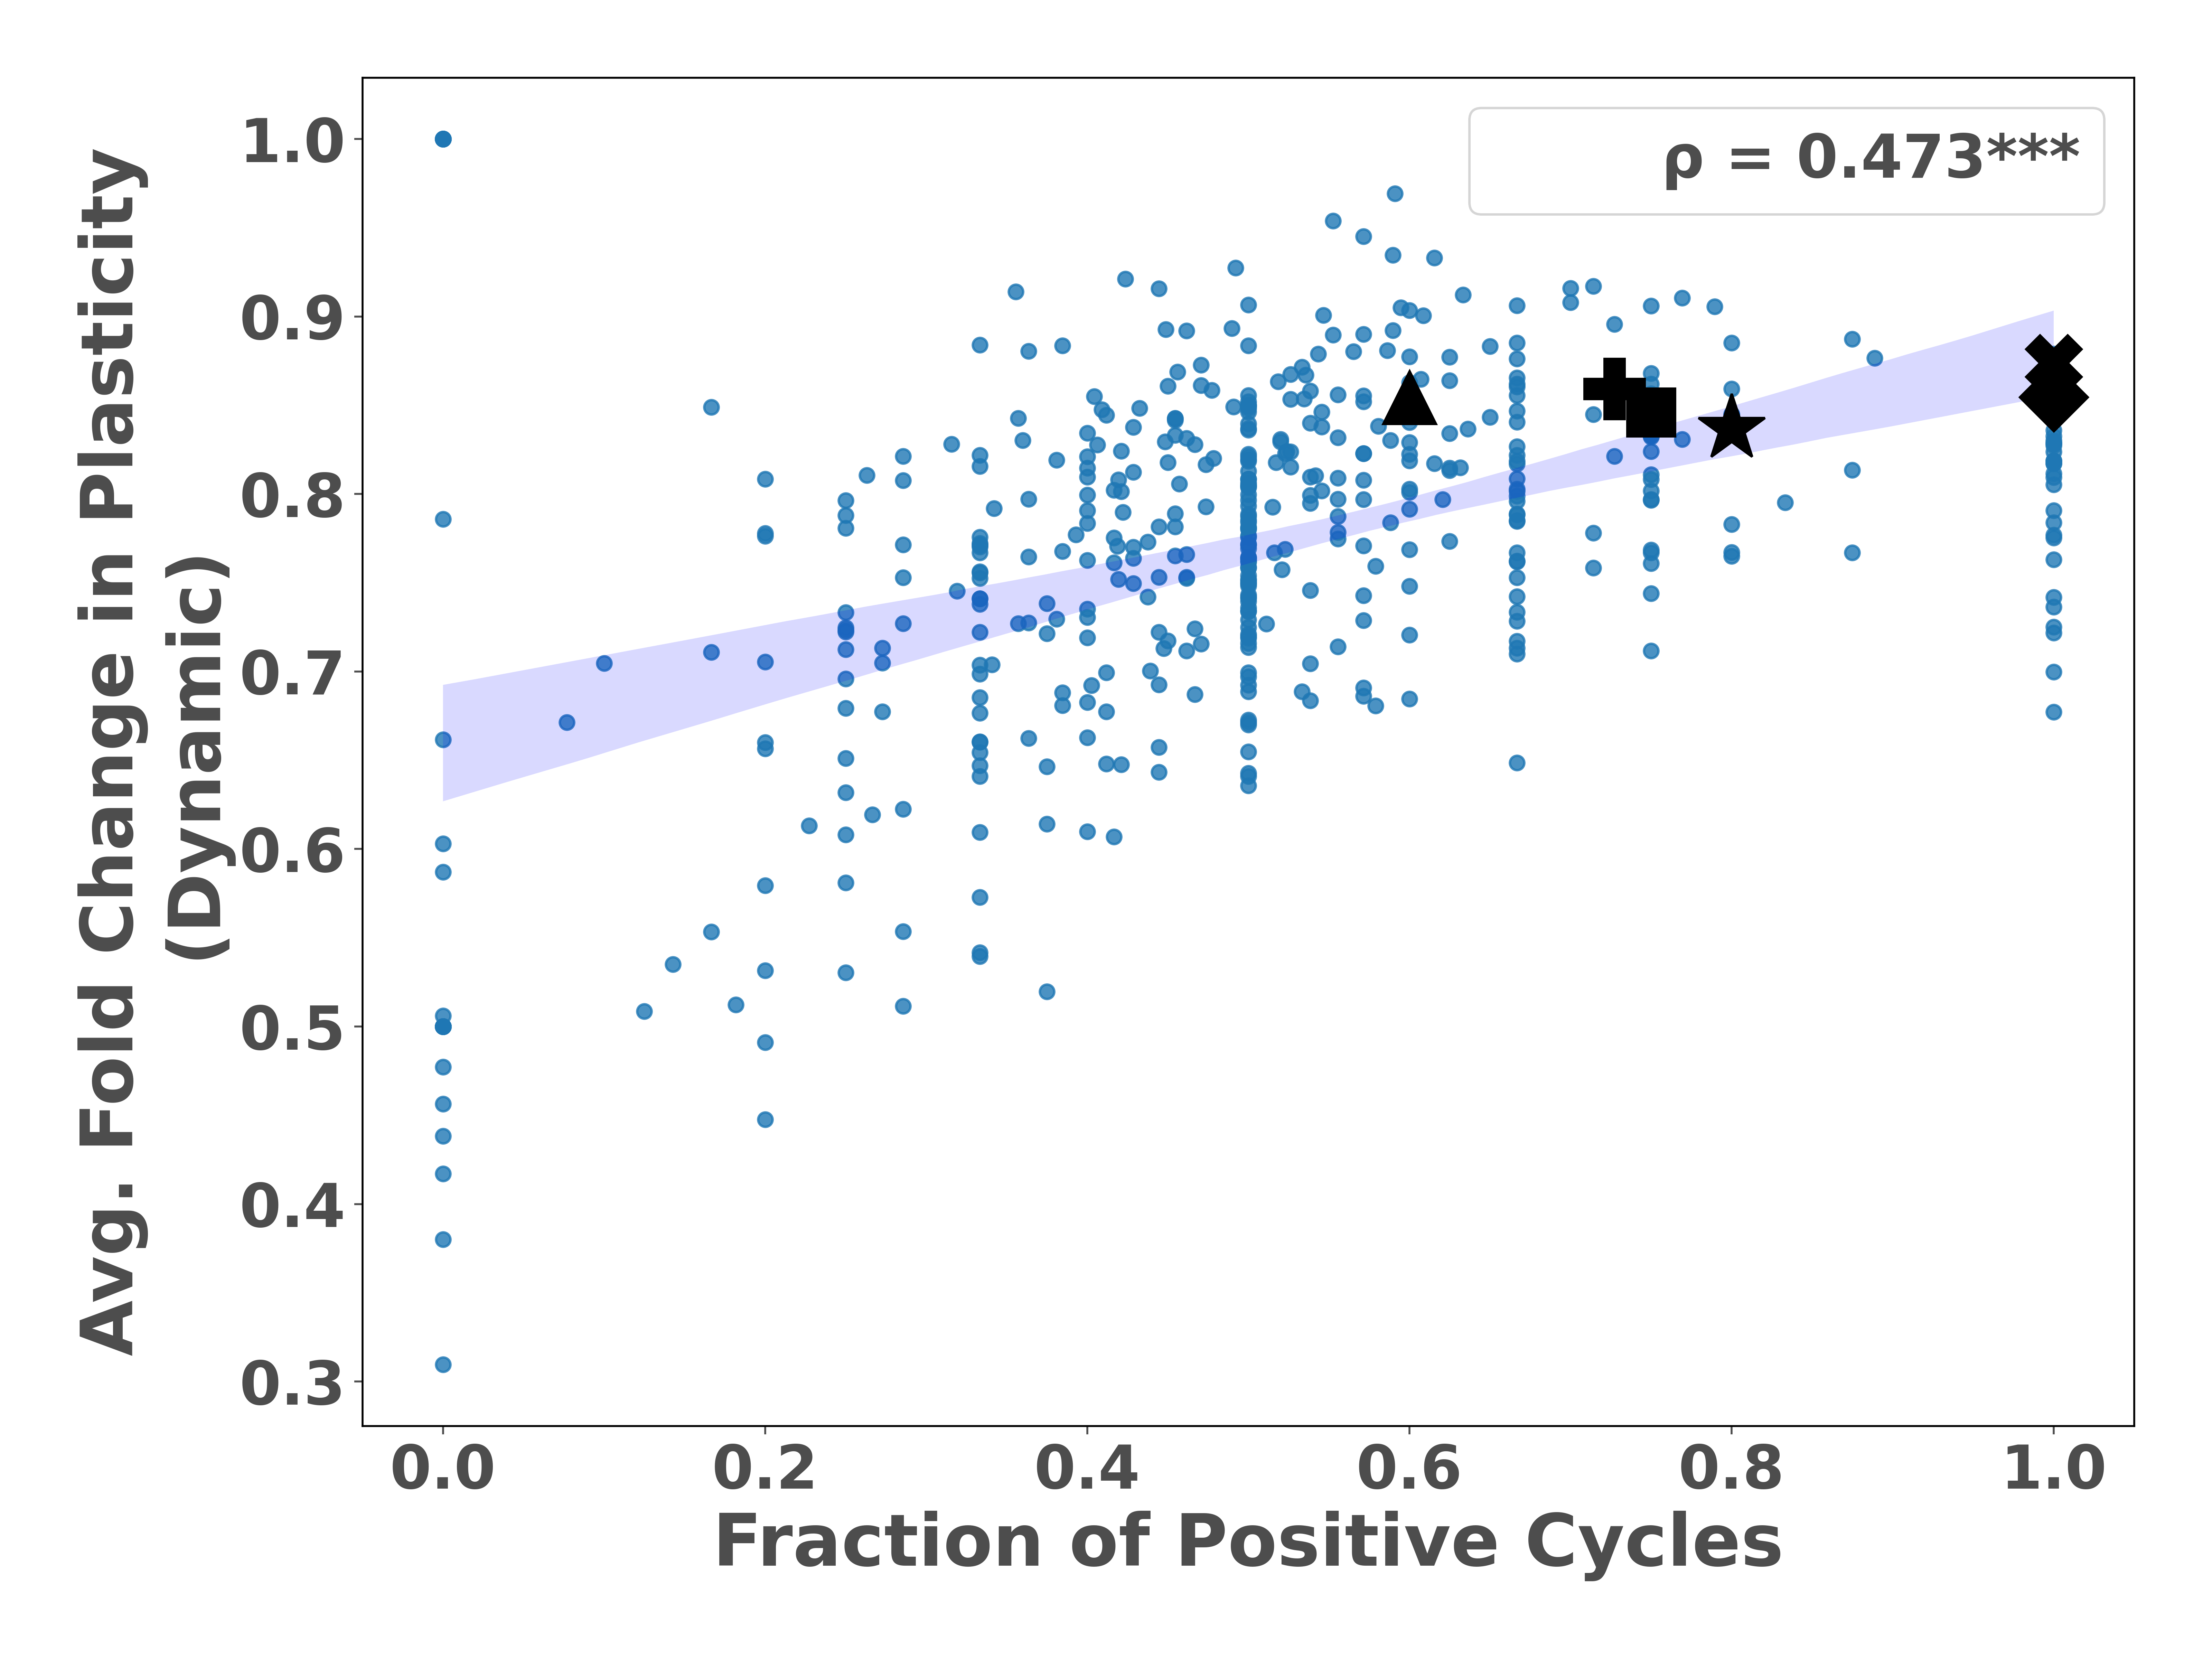 ρ = 0.473***
Avg. Fold Change in Plasticity
(Dynamic)
1.0
0.9
0.8
0.7
0.6
0.5
0.4
0.3
0.0 0.2 0.4 0.6 0.8 1.0
Fraction of Positive Cycles